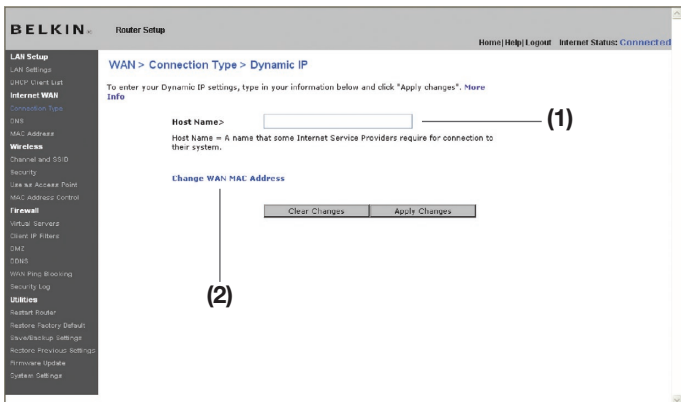 BELKIN®
Router Setup
Home|Help|Logout Internet Status: Connected
LAN Setup
LAN Settings
DHCP Client List
Internet WAN
Connection Type
DNS
MAC Address
Wireless
Channel and SSID
Security
Use as Access Point
MAC Address Control
Firewall
Virtual Servers
Client IP Filters
DMZ
DDNS
WAN Ping Blocking
Security Log
Utilities
Restart Router
Restore Factory Default
Save/Backup Settings
Restore Previous Settings
Firmware Update
System Settings
WAN > Connection Type > Dynamic IP
To enter your Dynamic IP settings, type in your information below and click "Apply changes". More
Info
Host Name>
(1)
Host Name = A name that some Internet Service Providers require for connection to
their system.
Change WAN MAC Address
Clear Changes
Apply Changes
(2)